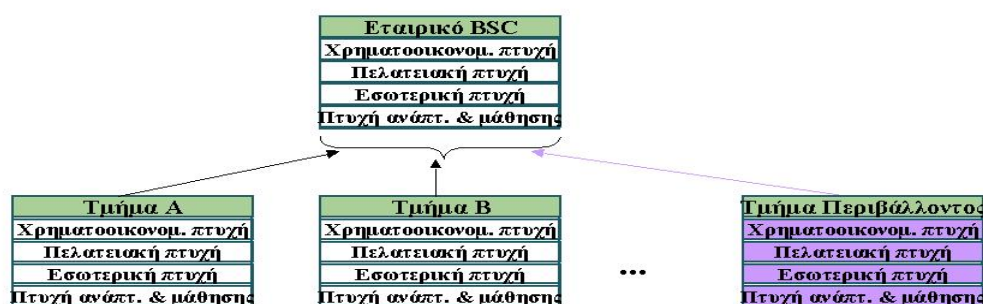 Εταιρικό BSC
Χρηματοοικονομ. πτυχή
Πελατειακή πτυχή
Εσωτερική πτυχή
Πτυχή ανάπτ. & μάθησης
Τμήμα Α
Χρηματοοικονομ. πτυχή
Πελατειακή πτυχή
Εσωτερική πτυχή
Πτυχή ανάπτ. & μάθησης
Τμήμα Β
Χρηματοοικονομ. πτυχή
Πελατειακή πτυχή
Εσωτερική πτυχή
Πτυχή ανάπτ. & μάθησης
...
Τμήμα Περιβάλλοντος
Χρηματοοικονομ. πτυχή
Πελατειακή πτυχή
Εσωτερική πτυχή
Πτυχή ανάπτ. & μάθησης